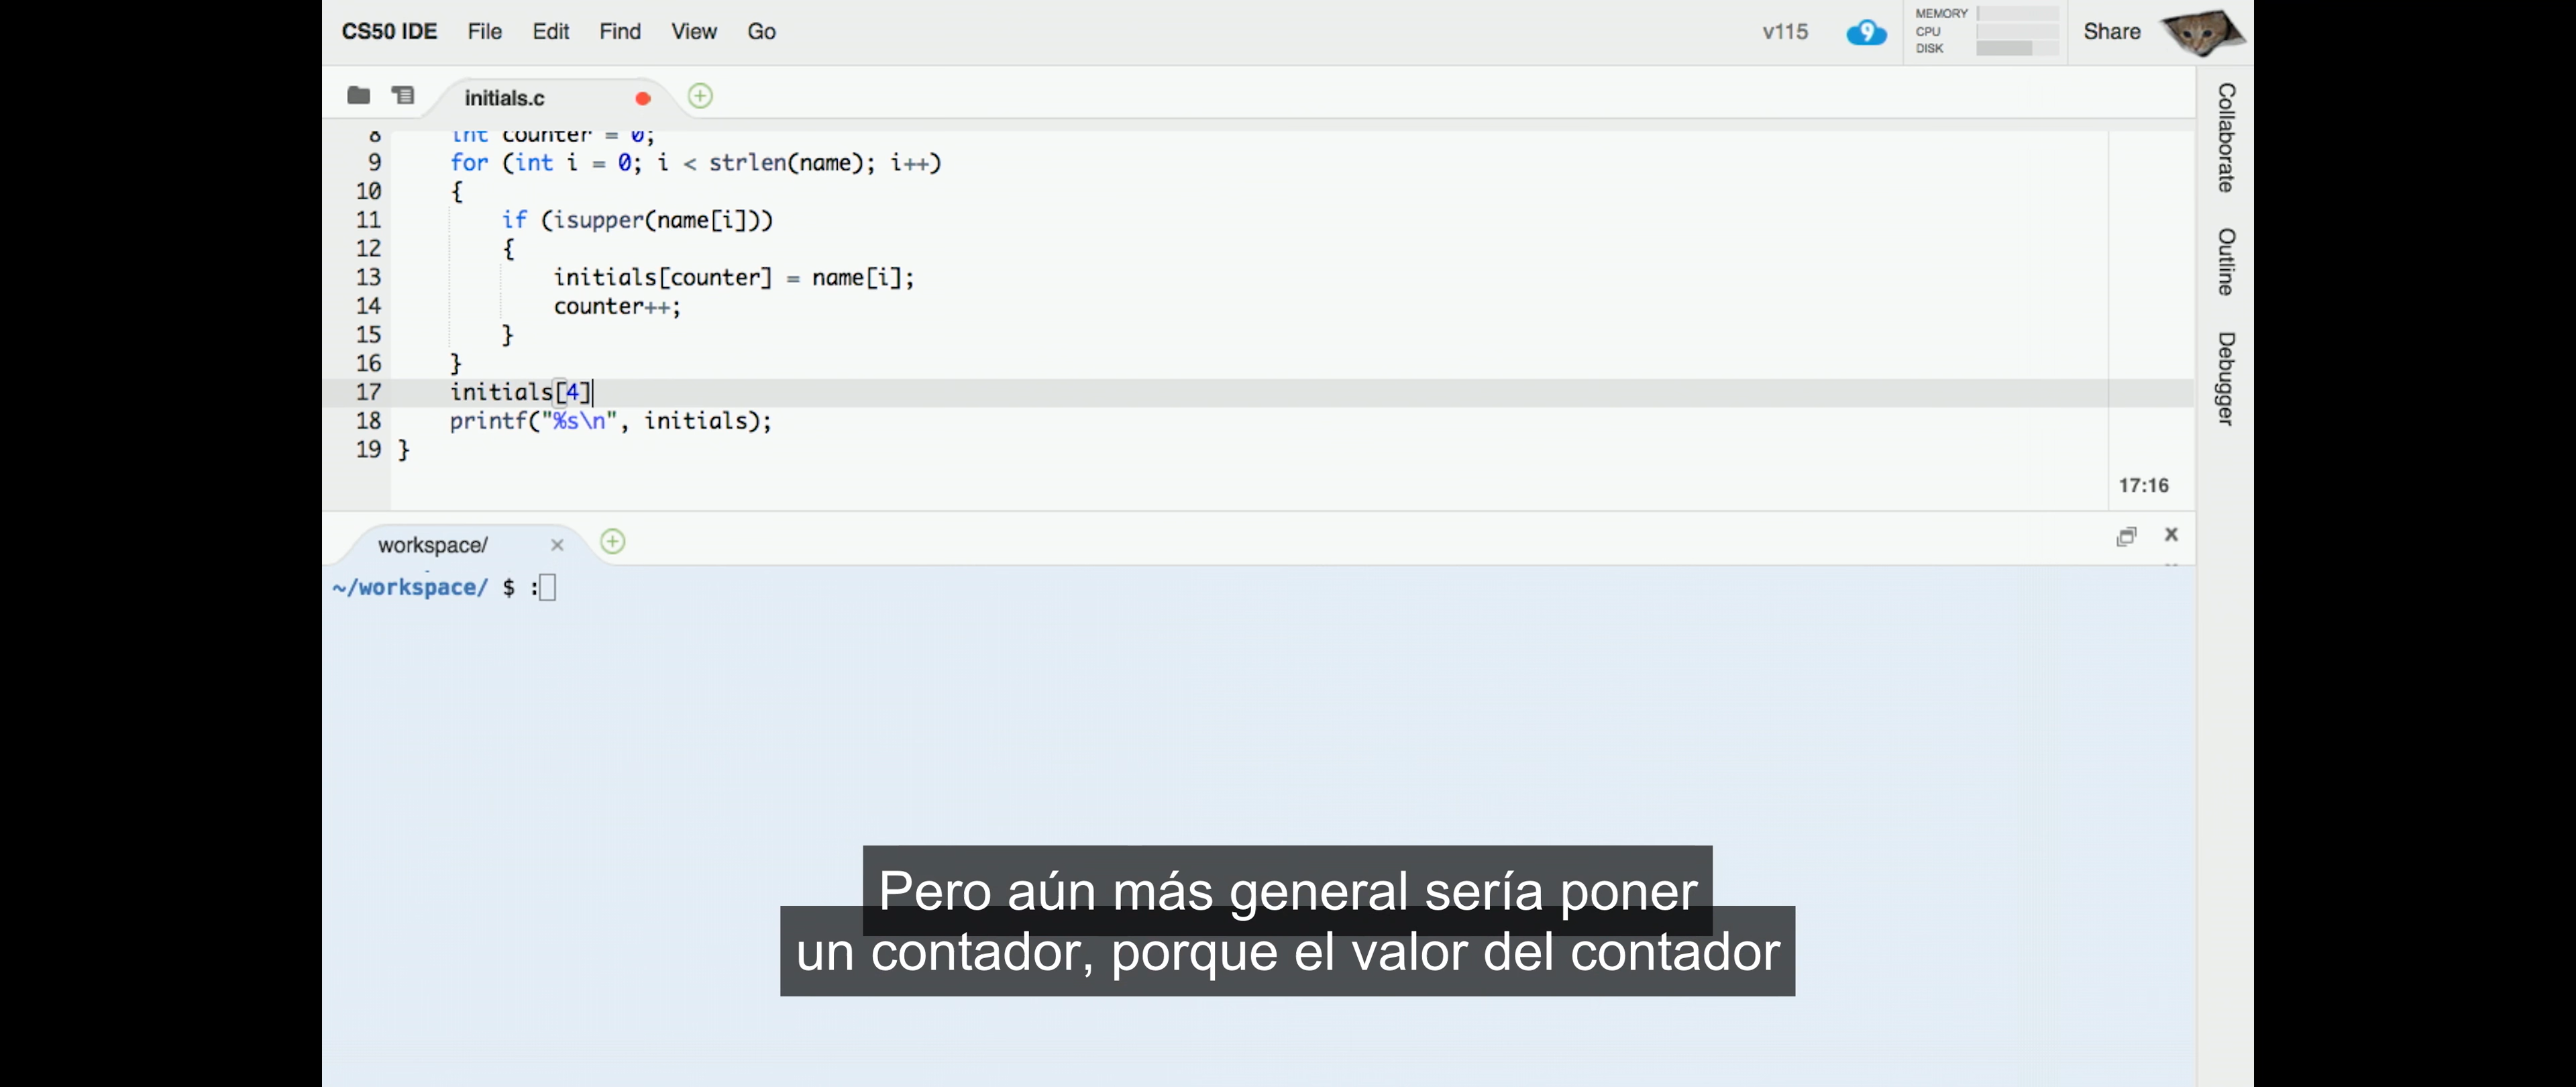 CS50 IDE File Edit Find View Go v115 MEMORY CPU DISK Share
initials.c
8 int counter = 0;
9 for (int i = 0; i < strlen(name); i++)
10 {
11 if (isupper(name[i]))
12 {
13 initials[counter] = name[i];
14 counter++;
15 }
16 }
17 initials[4]
18 printf("%s\n", initials);
19 }
17:16
Collaborate
Outline
Debugger
workspace/
~/workspace/ $ :
Pero aún más general sería poner
un contador, porque el valor del contador